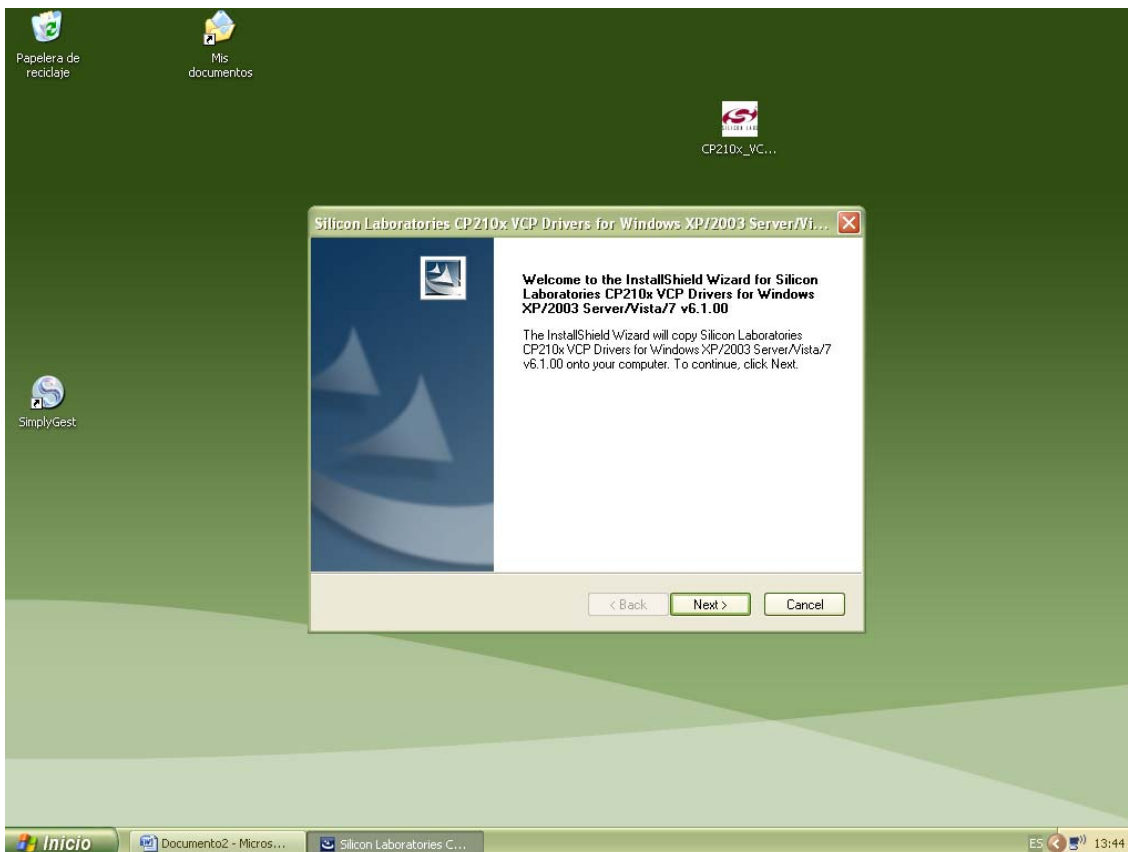 Papelera de
reciclaje
Mis
documentos
SILICON LABS
CP210x_VC...
SimplyGest
Silicon Laboratories CP210x VCP Drivers for Windows XP/2003 Server/Vi...
Welcome to the InstallShield Wizard for Silicon
Laboratories CP210x VCP Drivers for Windows
XP/2003 Server/Vista/7 v6.1.00
The InstallShield Wizard will copy Silicon Laboratories
CP210x VCP Drivers for Windows XP/2003 Server/Vista/7
v6.1.00 onto your computer. To continue, click Next.
< Back
Next >
Cancel
Inicio
Documento2 - Micros...
Silicon Laboratories C...
ES
13:44